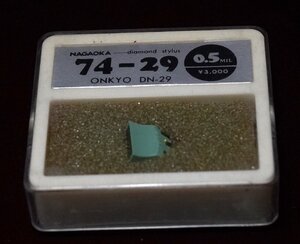 NAGAOKA diamond stylus
74-29 0.5 MIL
ONKYO DN-29 ¥3,000